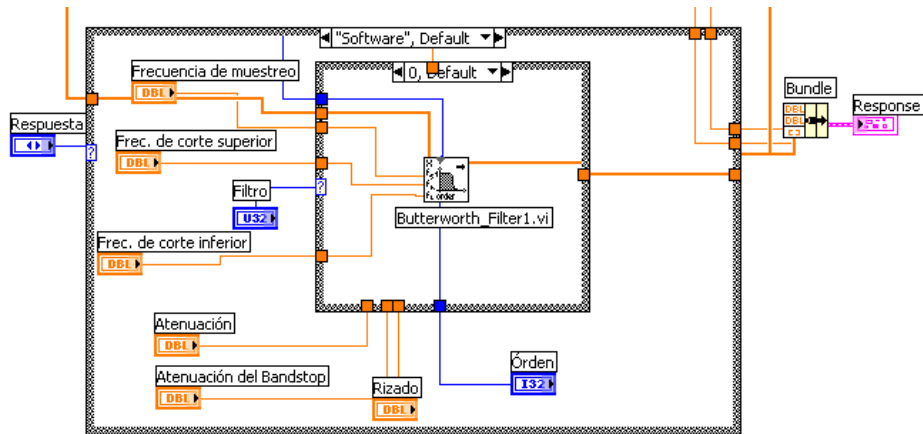 "Software", Default
Frecuencia de muestreo
DBL
0, Default
Bundle
DBL
DBL
Response
Respuesta
Frec. de corte superior
DBL
Filtro
U32
order
Butterworth_Filter1.vi
Frec. de corte inferior
DBL
Atenuación
DBL
Órden
I32
Atenuación del Bandstop
DBL
Rizado
DBL